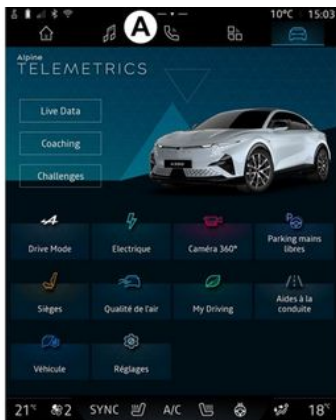 10°C 15:03
A
Alpine
TELEMETRICS
Live Data
Coaching
Challenges
Drive Mode
Electrique
Caméra 360°
Parking mains
libres
Sièges
Qualité de l'air
My Driving
Aides à la
conduite
Véhicule
Réglages
21°C 2 SYNC A/C 18°C